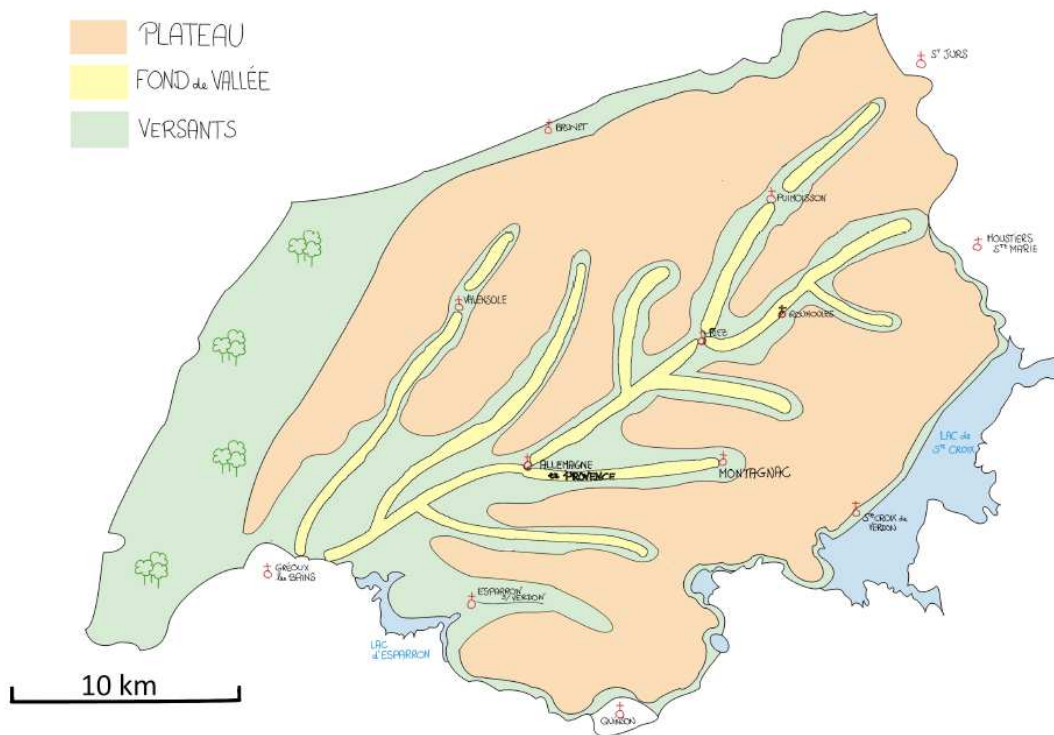 PLATEAU
FOND de VALLÉE
VERSANTS
St JURS
BRUNET
PUIMOISSON
MOUSTIERS
Ste MARIE
VALENSOLE
ROUMOULES
RIEZ
LAC de
Ste CROIX
ALLEMAGNE
en PROVENCE
MONTAGNAC
Ste CROIX de
VERDON
GRÉOUX
les BAINS
ESPARRON
s/ VERDON
LAC
d'ESPARRON
10 km
QUINSON